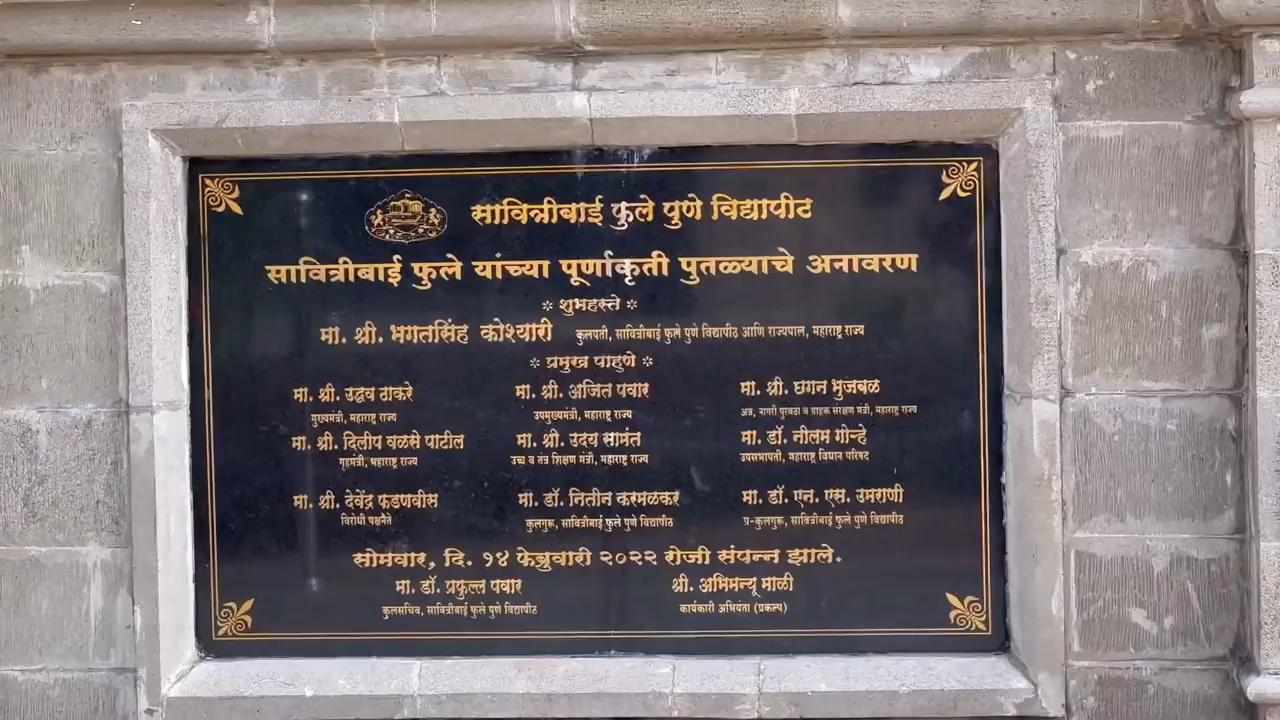 सावित्रीबाई फुले पुणे विद्यापीठ
सावित्रीबाई फुले यांच्या पूर्णाकृती पुतळ्याचे अनावरण
शुभहस्ते
मा. श्री. भगतसिंह कोश्यारी कुलपती, सावित्रीबाई फुले पुणे विद्यापीठ आणि राज्यपाल, महाराष्ट्र राज्य
प्रमुख पाहुणे
मा. श्री. उद्धव ठाकरे मा. श्री. अजित पवार मा. श्री. छगन भुजबळ
मुख्यमंत्री, महाराष्ट्र राज्य उपमुख्यमंत्री, महाराष्ट्र राज्य अन्न, नागरी पुरवठा व ग्राहक संरक्षण मंत्री, महाराष्ट्र राज्य
मा. श्री. दिलीप वळसे पाटील मा. श्री. उदय सामंत मा. डॉ. नीलम गोऱ्हे
गृहमंत्री, महाराष्ट्र राज्य उच्च व तंत्र शिक्षण मंत्री, महाराष्ट्र राज्य उपसभापती, महाराष्ट्र विधान परिषद
मा. श्री. देवेंद्र फडणवीस मा. डॉ. नितीन करमळकर मा. डॉ. एन. एस. उमराणी
विरोधी पक्षनेते कुलगुरू, सावित्रीबाई फुले पुणे विद्यापीठ प्र-कुलगुरू, सावित्रीबाई फुले पुणे विद्यापीठ
सोमवार, दि. १४ फेब्रुवारी २०२२ रोजी संपन्न झाले.
मा. डॉ. प्रफुल्ल पवार श्री. अभिमन्यू माळी
कुलसचिव, सावित्रीबाई फुले पुणे विद्यापीठ कार्यकारी अभियंता (प्रकल्प)